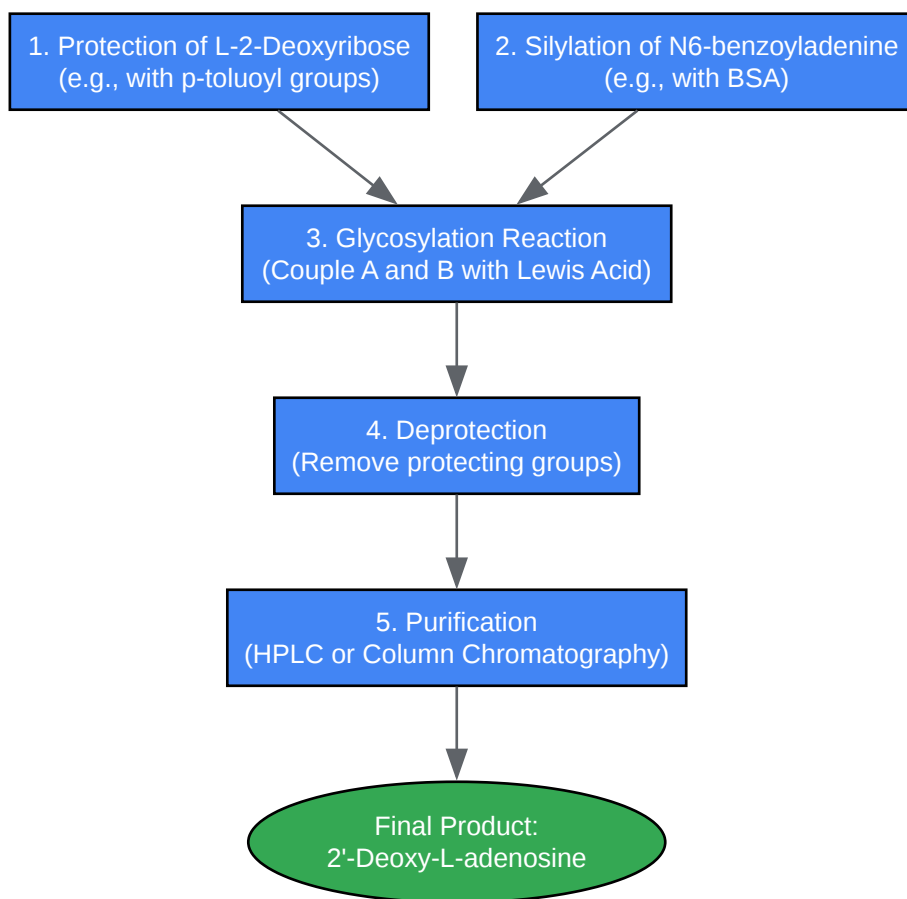 1. Protection of L-2-Deoxyribose
(e.g., with p-toluoyl groups)
2. Silylation of N6-benzoyladenine
(e.g., with BSA)
3. Glycosylation Reaction
(Couple A and B with Lewis Acid)
4. Deprotection
(Remove protecting groups)
5. Purification
(HPLC or Column Chromatography)
Final Product:
2'-Deoxy-L-adenosine